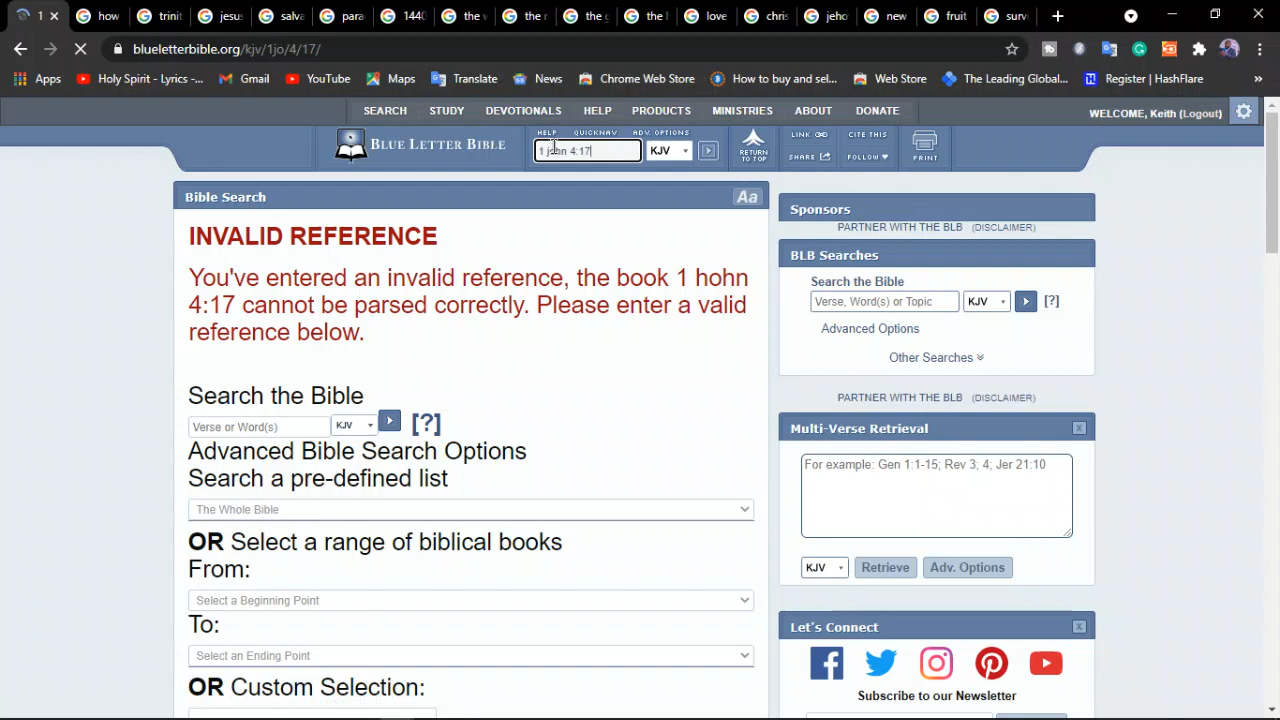 1
how
trinit
jesu
salva
para
1440
the v
the r
the g
the h
love
chris
jeho
new
fruit
survi
blueletterbible.org/kjv/1jo/4/17/
Apps
Holy Spirit - Lyrics -...
Gmail
YouTube
Maps
Translate
News
Chrome Web Store
How to buy and sel...
Web Store
The Leading Global...
Register | HashFlare
»
SEARCH STUDY DEVOTIONALS HELP PRODUCTS MINISTRIES ABOUT DONATE
WELCOME, Keith (Logout)
BLUE LETTER BIBLE
HELP QUICKNAV ADV. OPTIONS
1 john 4:17
KJV
RETURN
TO TOP
LINK
CITE THIS
SHARE
FOLLOW
PRINT
Bible Search
Aa
INVALID REFERENCE
You've entered an invalid reference, the book 1 hohn
4:17 cannot be parsed correctly. Please enter a valid
reference below.
Search the Bible
Verse or Word(s)
KJV
[?]
Advanced Bible Search Options
Search a pre-defined list
The Whole Bible
OR Select a range of biblical books
From:
Select a Beginning Point
To:
Select an Ending Point
OR Custom Selection:
Sponsors
PARTNER WITH THE BLB (DISCLAIMER)
BLB Searches
Search the Bible
Verse, Word(s) or Topic
KJV
[?]
Advanced Options
Other Searches
PARTNER WITH THE BLB (DISCLAIMER)
Multi-Verse Retrieval
x
For example: Gen 1:1-15; Rev 3; 4; Jer 21:10
KJV
Retrieve
Adv. Options
Let's Connect
x
Subscribe to our Newsletter